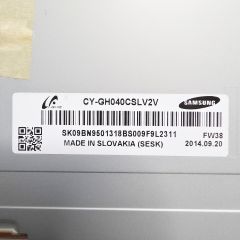 CY-GH040CSLV2V
SAMSUNG
SK09BN9501318BS009F9L2311
FW38
MADE IN SLOVAKIA (SESK)
2014.09.20